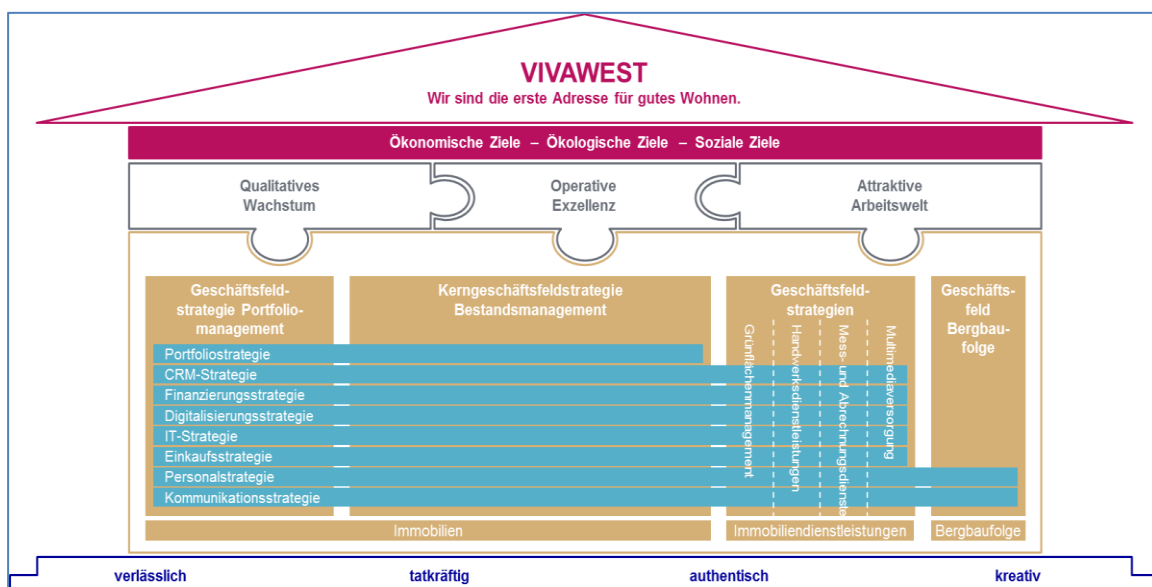 VIVAWEST
Wir sind die erste Adresse für gutes Wohnen.
Ökonomische Ziele – Ökologische Ziele – Soziale Ziele
Qualitatives
Wachstum
Operative
Exzellenz
Attraktive
Arbeitswelt
Geschäftsfeld-
strategie Portfolio-
management
Kerngeschäftsfeldstrategie
Bestandsmanagement
Geschäftsfeld-
strategien
Geschäfts-
feld
Bergbau-
folge
Grünflächenmanagement
Handwerksdienstleistungen
Mess- und Abrechnungsdienste
Multimediaversorgung
Portfoliostrategie
CRM-Strategie
Finanzierungsstrategie
Digitalisierungsstrategie
IT-Strategie
Einkaufsstrategie
Personalstrategie
Kommunikationsstrategie
Immobilien
Immobiliendienstleistungen
Bergbaufolge
verlässlich
tatkräftig
authentisch
kreativ